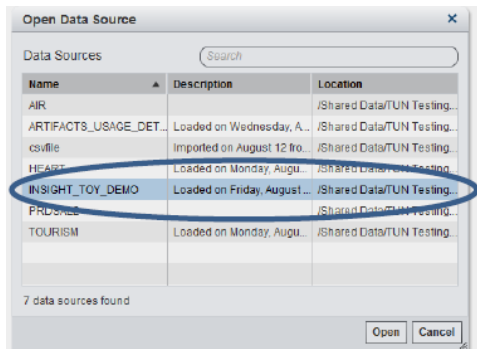 Open Data Source ×
Data Sources Search
Name Description Location
AIR /Shared Data/TUN Testing...
ARTIFACTS_USAGE_DET... Loaded on Wednesday, A... /Shared Data/TUN Testing...
csvfile Imported on August 12 fro... /Shared Data/TUN Testing...
HEART Loaded on Monday, Augu... /Shared Data/TUN Testing...
INSIGHT_TOY_DEMO Loaded on Friday, August ... /Shared Data/TUN Testing...
PRDSALE /Shared Data/TUN Testing...
TOURISM Loaded on Monday, Augu... /Shared Data/TUN Testing...
7 data sources found
Open Cancel